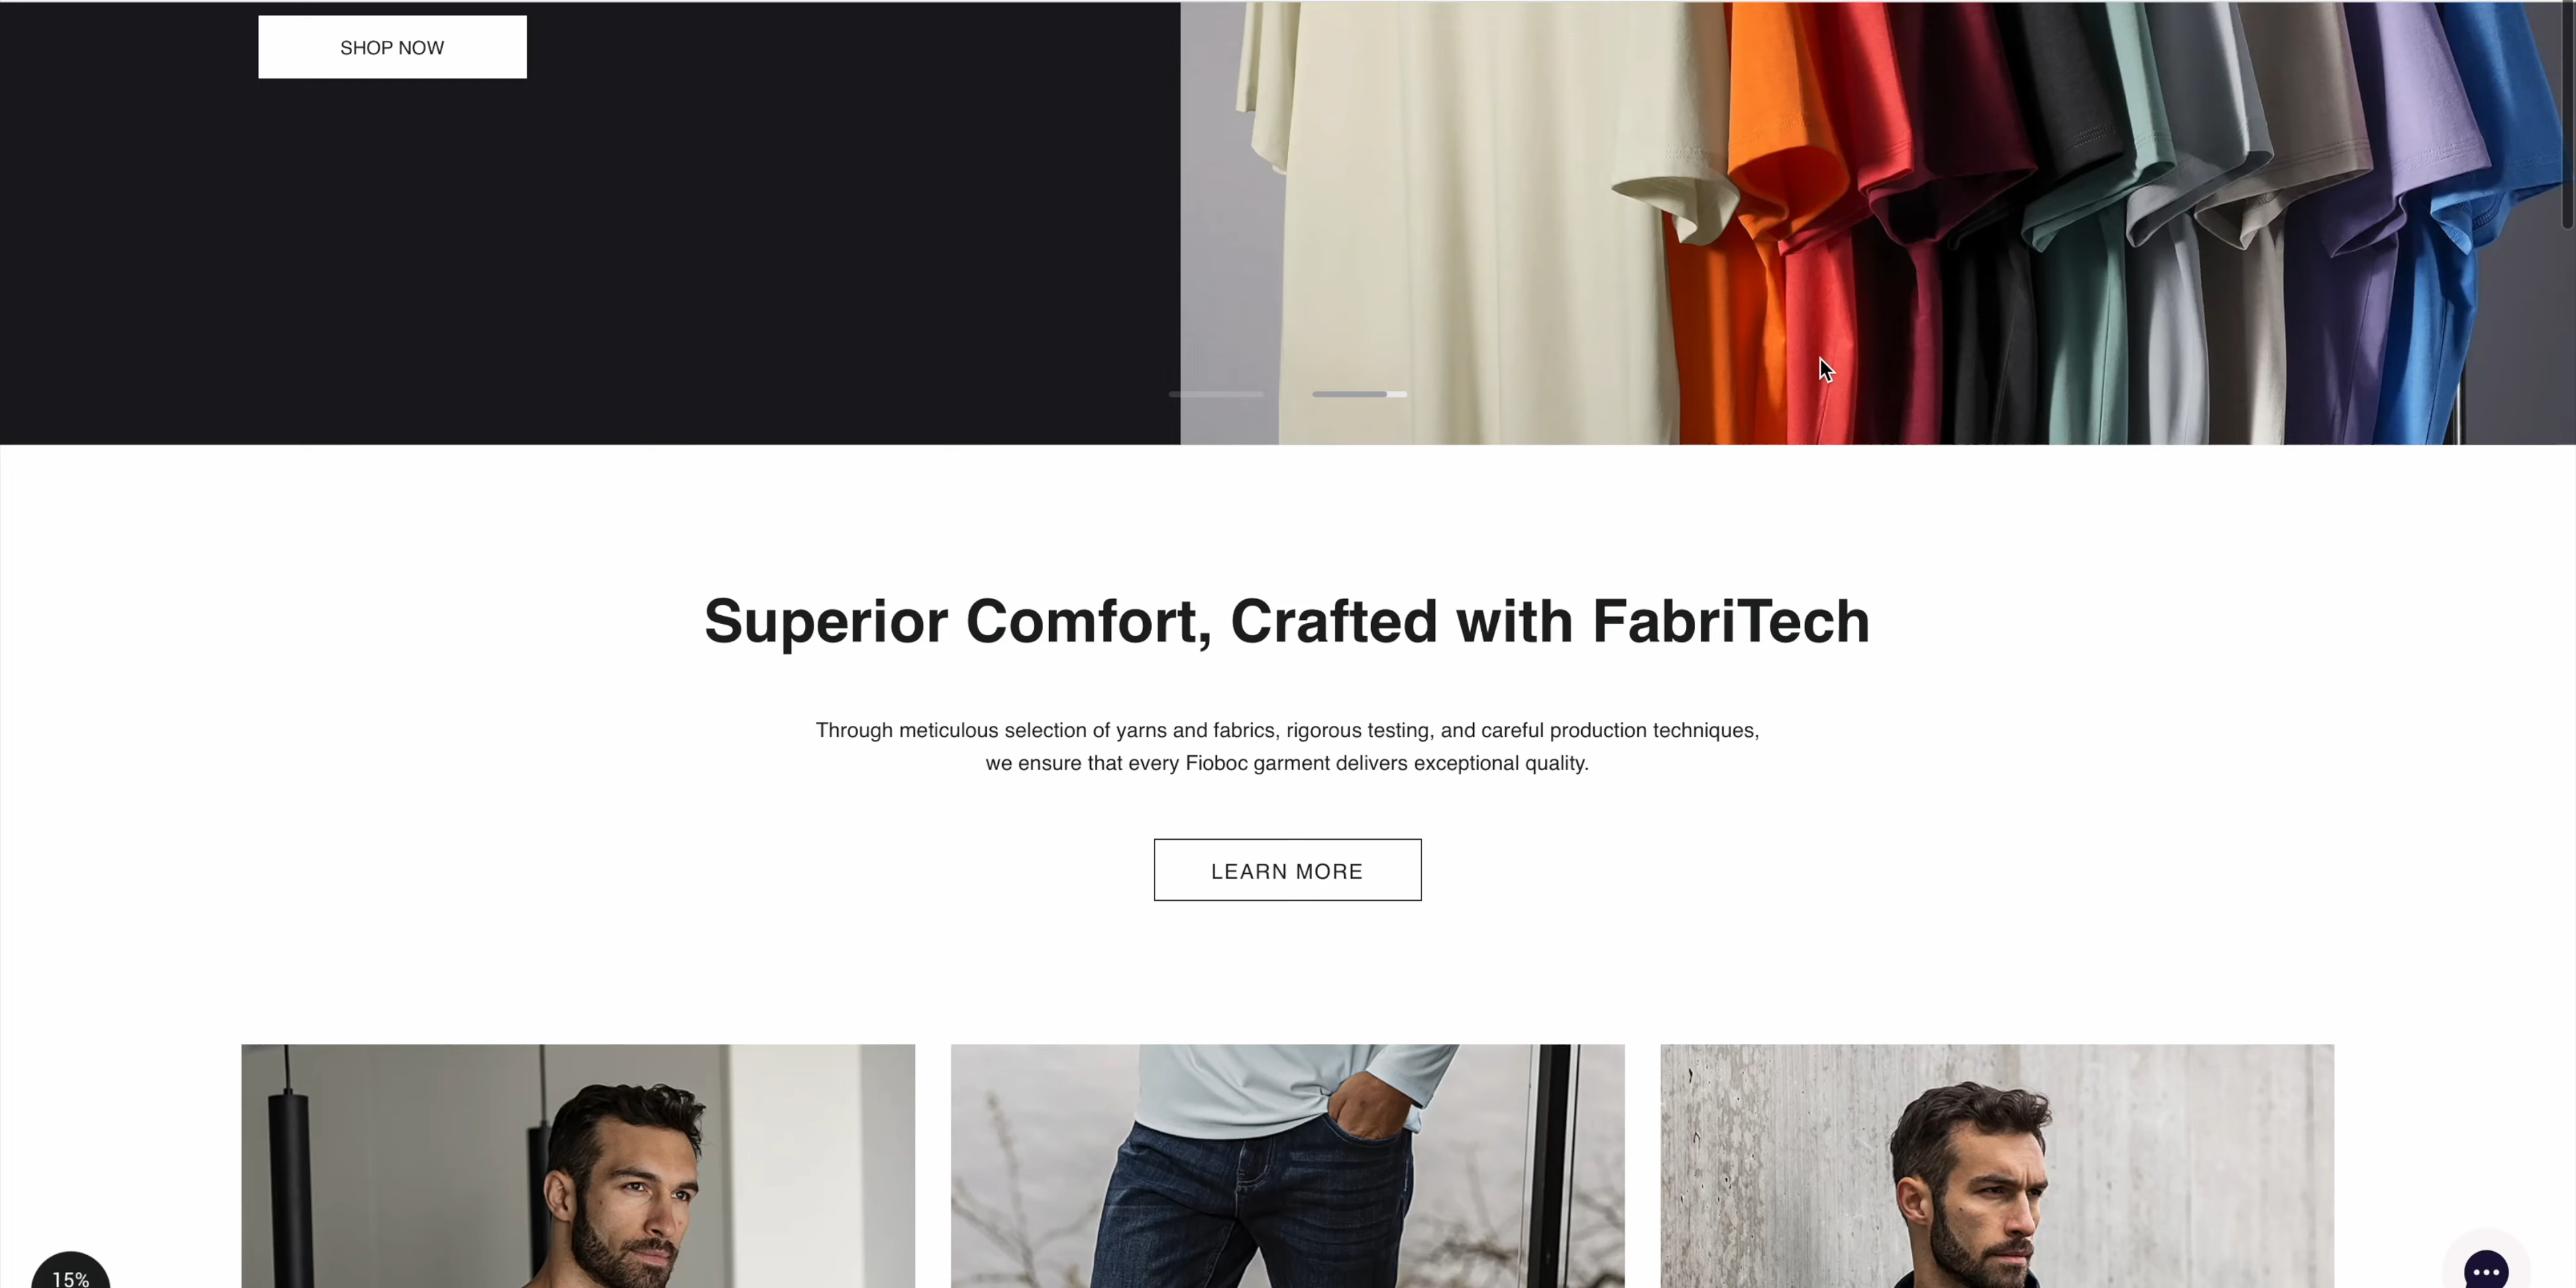 SHOP NOW
Superior Comfort, Crafted with FabriTech
Through meticulous selection of yarns and fabrics, rigorous testing, and careful production techniques,
we ensure that every Fioboc garment delivers exceptional quality.
LEARN MORE
15%